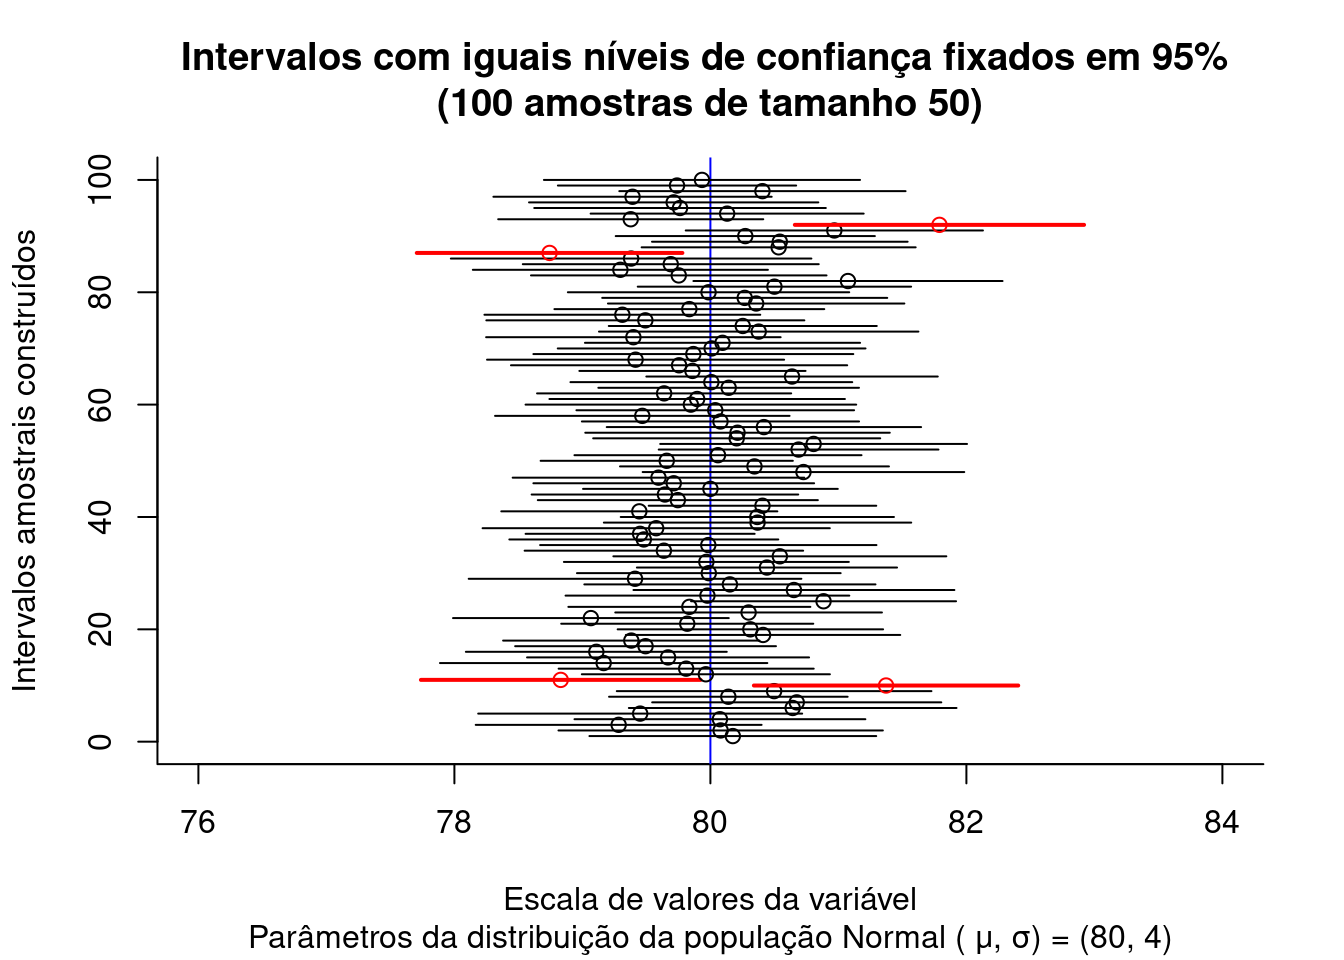 Intervalos com iguais níveis de confiança fixados em 95%
(100 amostras de tamanho 50)
Intervalos amostrais construídos
100
80
60
40
20
0
76 78 80 82 84
Escala de valores da variável
Parâmetros da distribuição da população Normal ( μ, σ) = (80, 4)